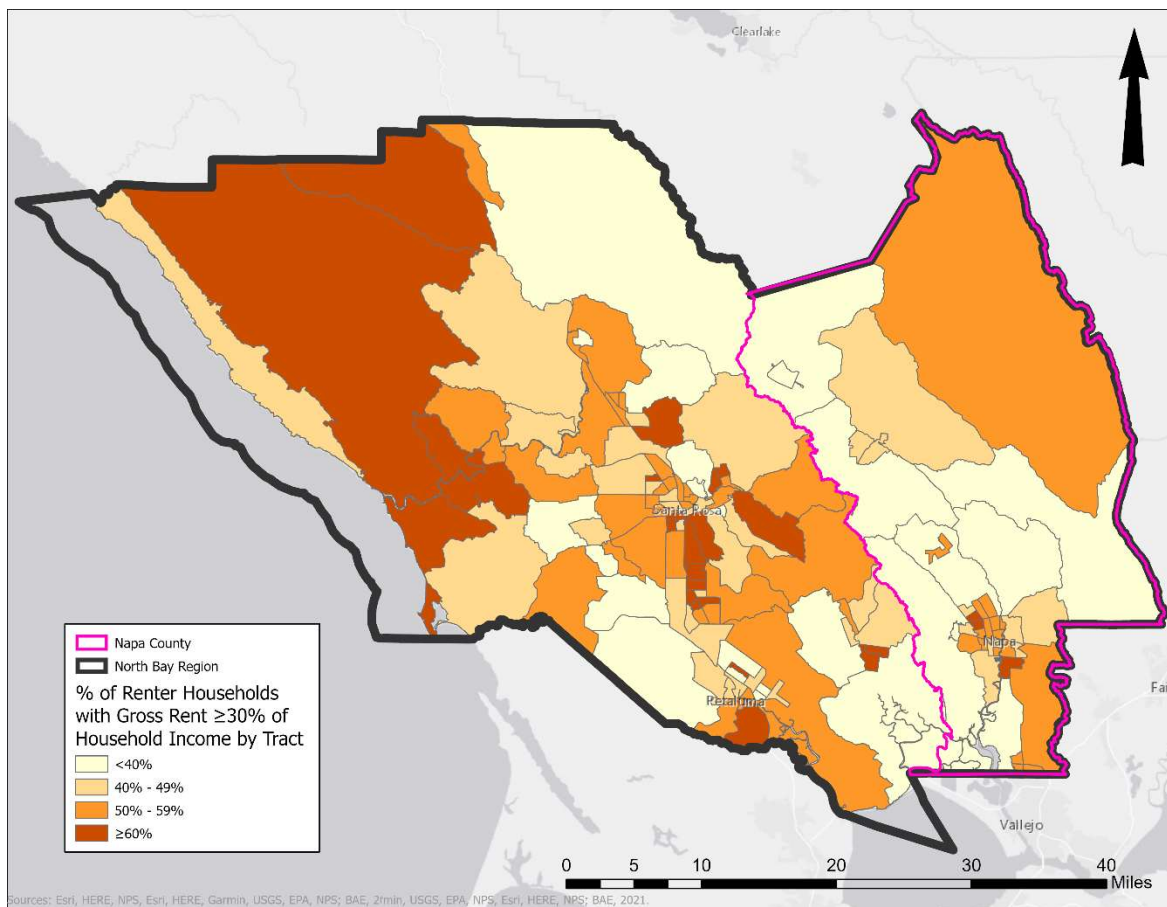 Clearlake
Santa Rosa
Napa
Petaluma
Vallejo
Napa County
North Bay Region
% of Renter Households
with Gross Rent ≥30% of
Household Income by Tract
<40%
40% - 49%
50% - 59%
≥60%
0 5 10 20 30 40
Miles
Sources: Esri, HERE, NPS, Esri, HERE, Garmin, USGS, EPA, NPS; BAE, 2fmin, USGS, EPA, NPS, Esri, HERE, NPS; BAE, 2021.